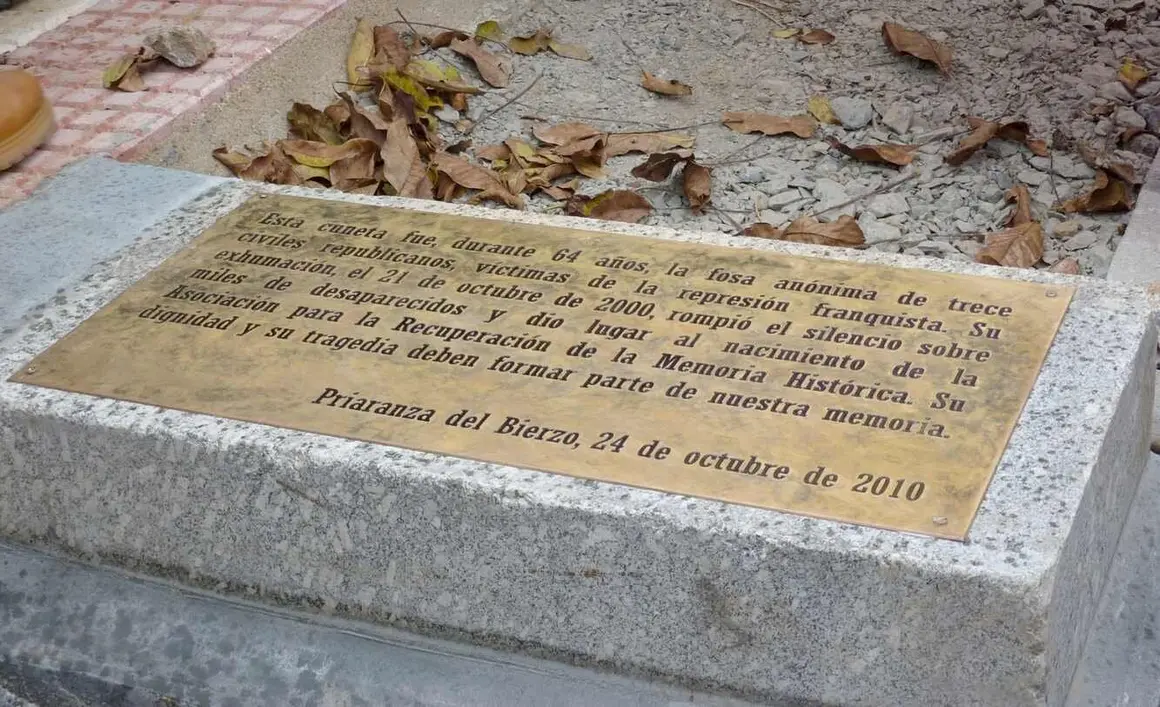 Esta cuneta fue, durante 64 años, la fosa anónima de trece
civiles republicanos, víctimas de la represión franquista. Su
exhumación, el 21 de octubre de 2000, rompió el silencio sobre
miles de desaparecidos y dio lugar al nacimiento de la
Asociación para la Recuperación de la Memoria Histórica. Su
dignidad y su tragedia deben formar parte de nuestra memoria.
Priaranza del Bierzo, 24 de octubre de 2010